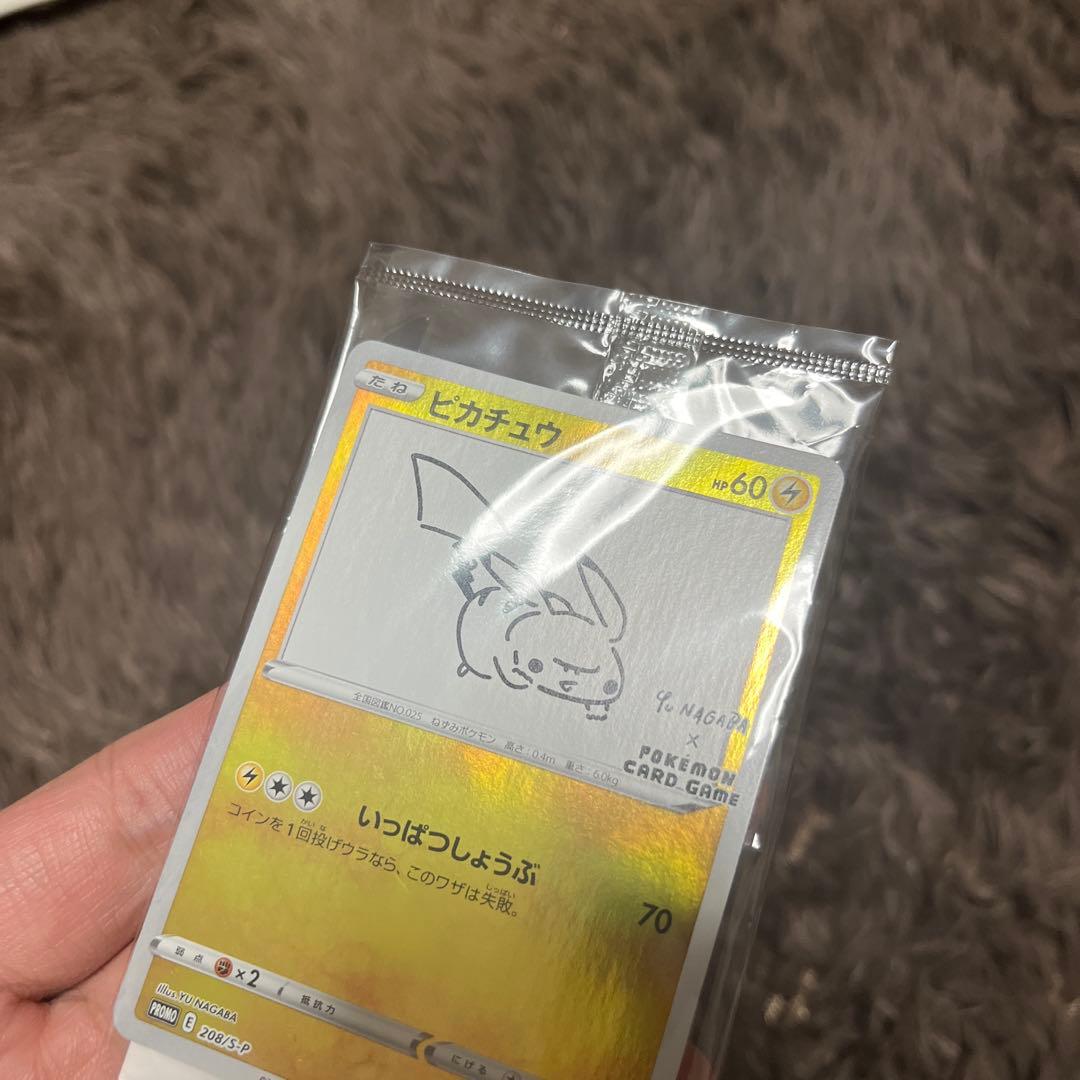 たね ピカチュウ HP60
Yu NAGABA
×
POKÉMON
CARD GAME
全国図鑑NO.025 ねずみポケモン 高さ:0.4m 重さ:6.0kg
いっぱつしょうぶ 70
コインを1回投げウラなら、このワザは失敗。
弱点 ×2 抵抗力 にげる
Illus.YU NAGABA
PROMO E 208/S-P